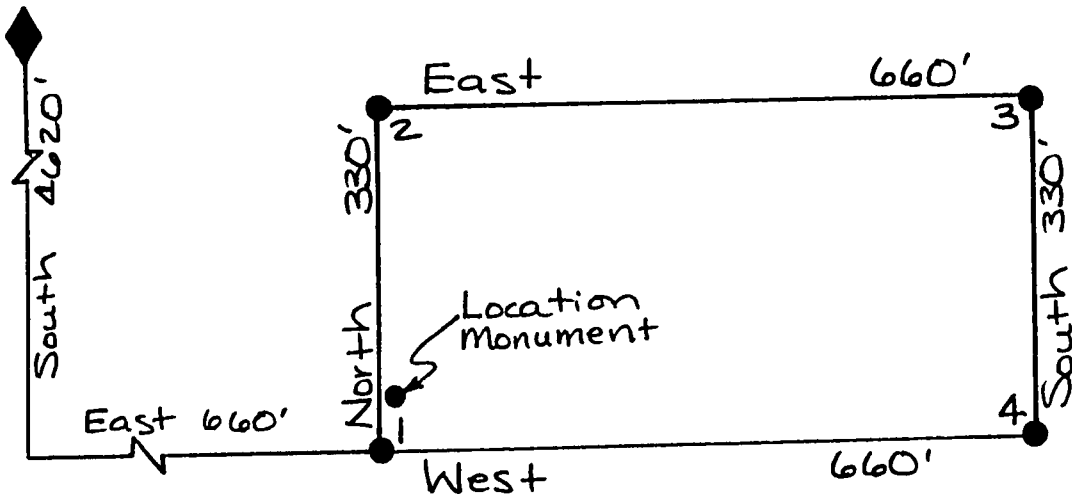 East 660'
2
3
South 4620'
330'
330'
North
South
Location
Monument
East 660'
1
4
West 660'